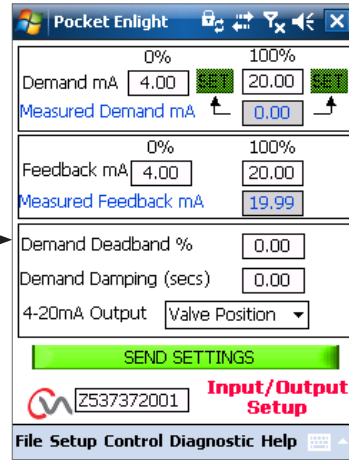 Pocket Enlight
0% 100%
Demand mA 4.00 SET 20.00 SET
Measured Demand mA 0.00
0% 100%
Feedback mA 4.00 20.00
Measured Feedback mA 19.99
Demand Deadband % 0.00
Demand Damping (secs) 0.00
4-20mA Output Valve Position
SEND SETTINGS
Z537372001 Input/Output
Setup
File Setup Control Diagnostic Help